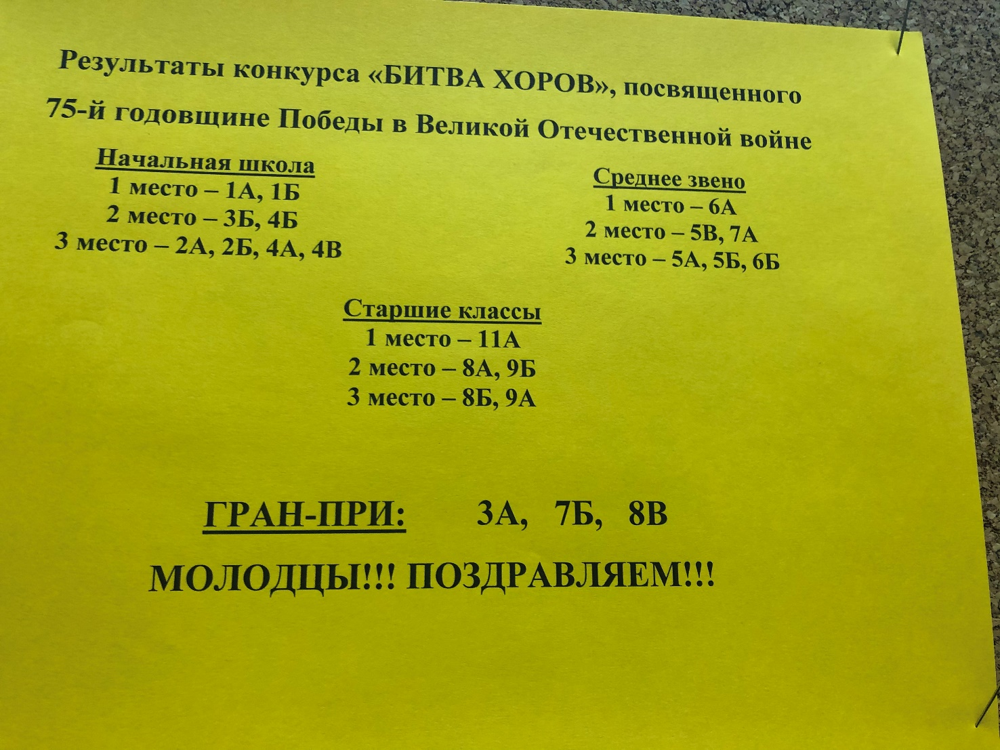 Результаты конкурса «БИТВА ХОРОВ», посвященного
75-й годовщине Победы в Великой Отечественной войне
Начальная школа
1 место – 1А, 1Б
2 место – 3Б, 4Б
3 место – 2А, 2Б, 4А, 4В
Среднее звено
1 место – 6А
2 место – 5В, 7А
3 место – 5А, 5Б, 6Б
Старшие классы
1 место – 11А
2 место – 8А, 9Б
3 место – 8Б, 9А
ГРАН-ПРИ: 3А, 7Б, 8В
МОЛОДЦЫ!!! ПОЗДРАВЛЯЕМ!!!